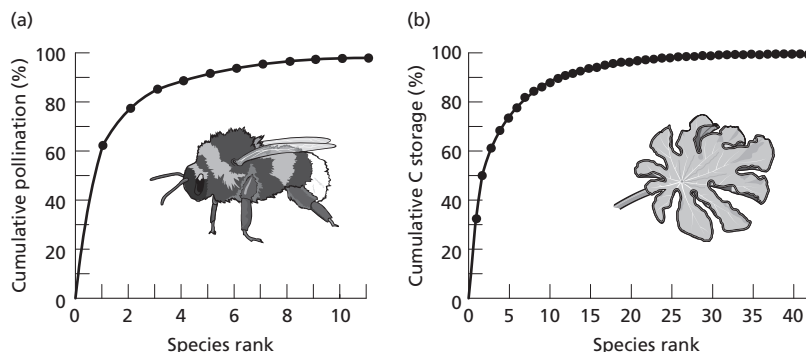 (a)
Cumulative pollination (%)
100
80
60
40
20
0
0 2 4 6 8 10
Species rank
(b)
Cumulative C storage (%)
100
80
60
40
20
0
0 5 10 15 20 25 30 35 40
Species rank